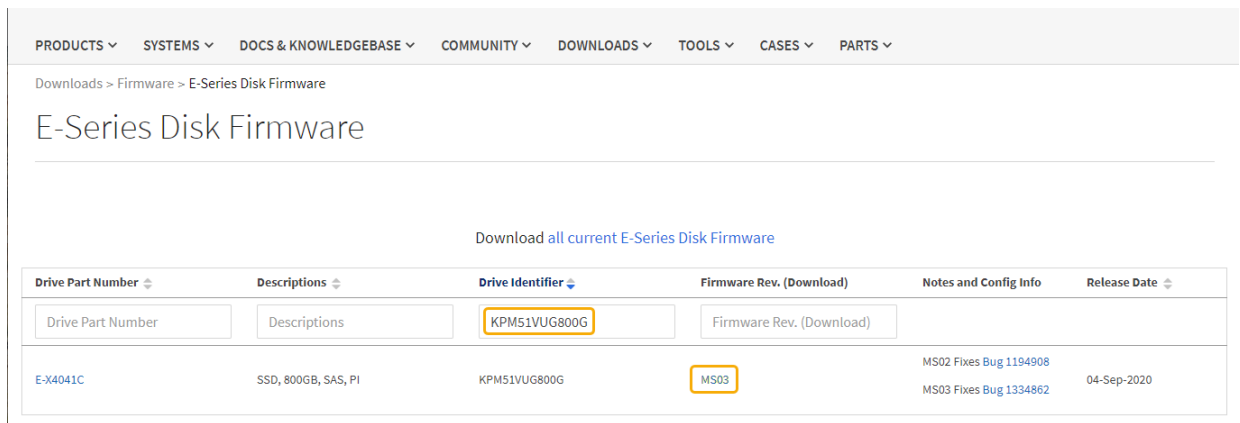 PRODUCTS SYSTEMS DOCS & KNOWLEDGEBASE COMMUNITY DOWNLOADS TOOLS CASES PARTS
Downloads > Firmware > E-Series Disk Firmware
E-Series Disk Firmware
Download all current E-Series Disk Firmware
Drive Part Number Descriptions Drive Identifier Firmware Rev. (Download) Notes and Config Info Release Date
Drive Part Number Descriptions KPM51VUG800G Firmware Rev. (Download)
MS02 Fixes Bug 1194908
E-X4041C SSD, 800GB, SAS, PI KPM51VUG800G MS03 04-Sep-2020
MS03 Fixes Bug 1334862